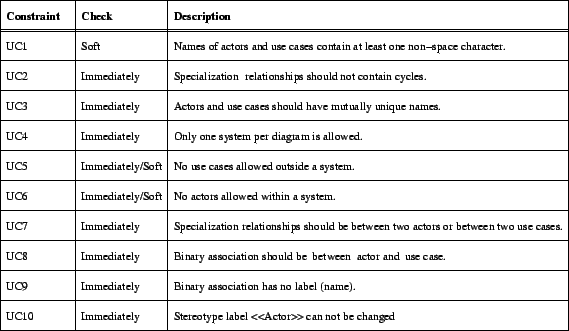 Constraint Check Description
UC1 Soft Names of actors and use cases contain at least one non–space character.
UC2 Immediately Specialization relationships should not contain cycles.
UC3 Immediately Actors and use cases should have mutually unique names.
UC4 Immediately Only one system per diagram is allowed.
UC5 Immediately/Soft No use cases allowed outside a system.
UC6 Immediately/Soft No actors allowed within a system.
UC7 Immediately Specialization relationships should be between two actors or between two use cases.
UC8 Immediately Binary association should be between actor and use case.
UC9 Immediately Binary association has no label (name).
UC10 Immediately Stereotype label <<Actor>> can not be changed